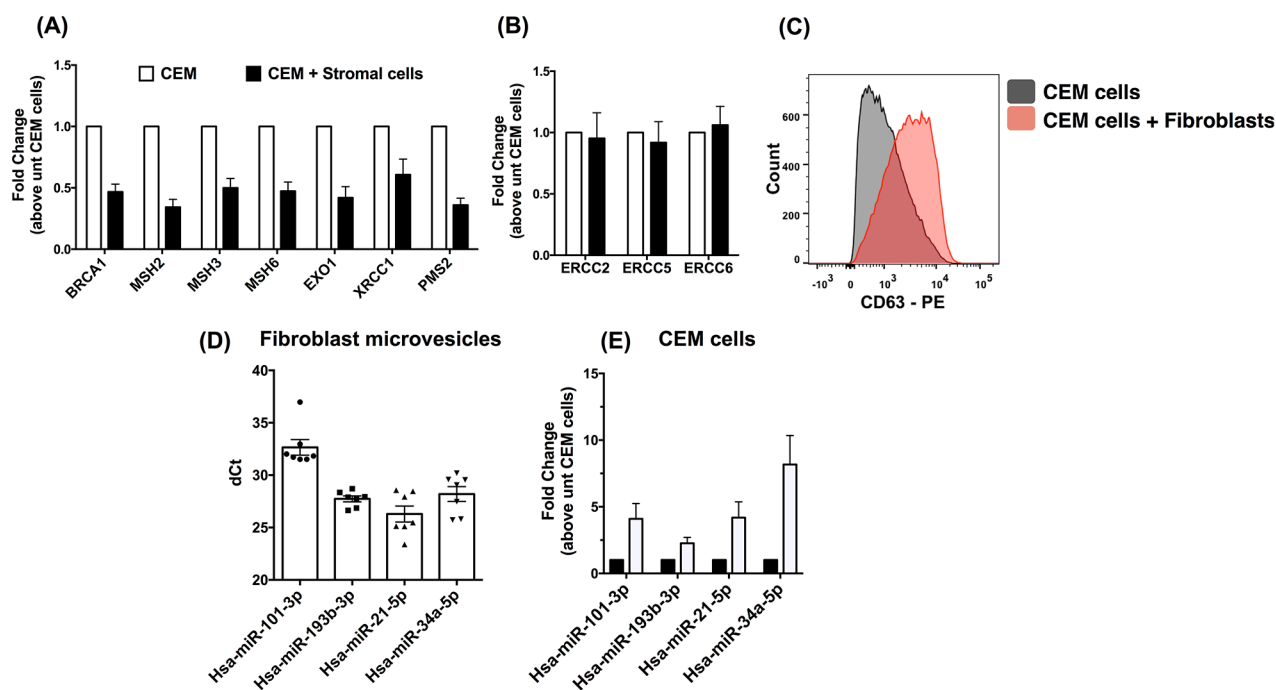 (A)
CEM
CEM + Stromal cells
Fold Change
(above unt CEM cells)
1.5
1.0
0.5
0.0
BRCA1
MSH2
MSH3
MSH6
EXO1
XRCC1
PMS2
(B)
Fold Change
(above unt CEM cells)
1.5
1.0
0.5
0.0
ERCC2
ERCC5
ERCC6
(C)
Count
600
400
200
0
-10³
0
10³
10⁴
10⁵
CD63 - PE
CEM cells
CEM cells + Fibroblasts
(D) Fibroblast microvesicles
dCt
40
35
30
25
20
Hsa-miR-101-3p
Hsa-miR-193b-3p
Hsa-miR-21-5p
Hsa-miR-34a-5p
(E) CEM cells
Fold Change
(above unt CEM cells)
15
10
5
0
Hsa-miR-101-3p
Hsa-miR-193b-3p
Hsa-miR-21-5p
Hsa-miR-34a-5p